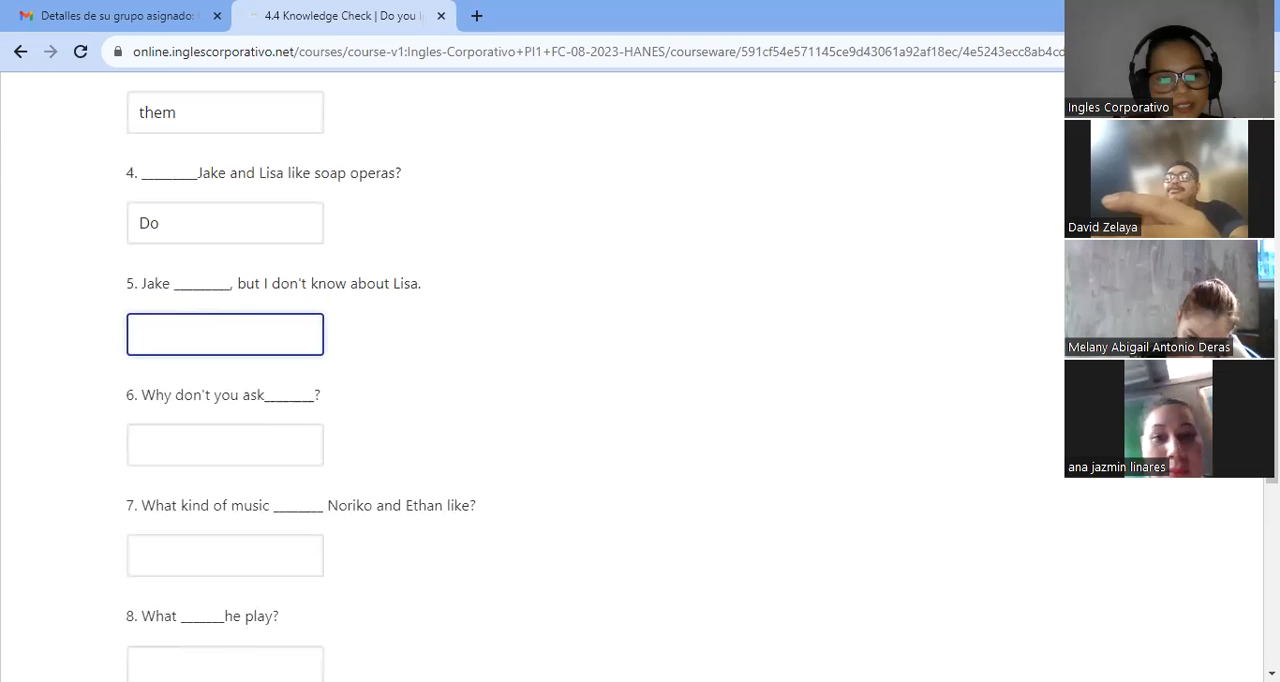 Detalles de su grupo asignado:
4.4 Knowledge Check | Do you l
online.inglescorporativo.net/courses/course-v1:Ingles-Corporativo+PI1+FC-08-2023-HANES/courseware/591cf54e571145ce9d43061a92af18ec/4e5243ecc8ab4cd
them
4. ________Jake and Lisa like soap operas?
Do
5. Jake ________, but I don't know about Lisa.
6. Why don't you ask_______?
7. What kind of music _______ Noriko and Ethan like?
8. What ______he play?
Ingles Corporativo
David Zelaya
Melany Abigail Antonio Deras
ana jazmin linares